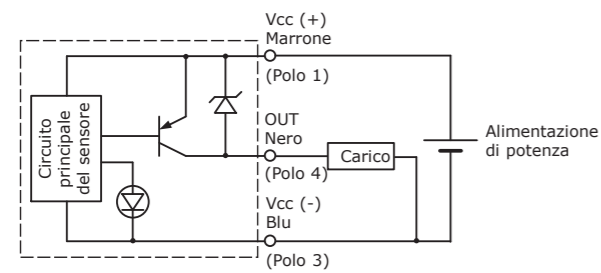 Vcc (+)
Marrone
(Polo 1)
Circuito
principale
del sensore
OUT
Nero
(Polo 4)
Carico
Alimentazione
di potenza
Vcc (-)
Blu
(Polo 3)